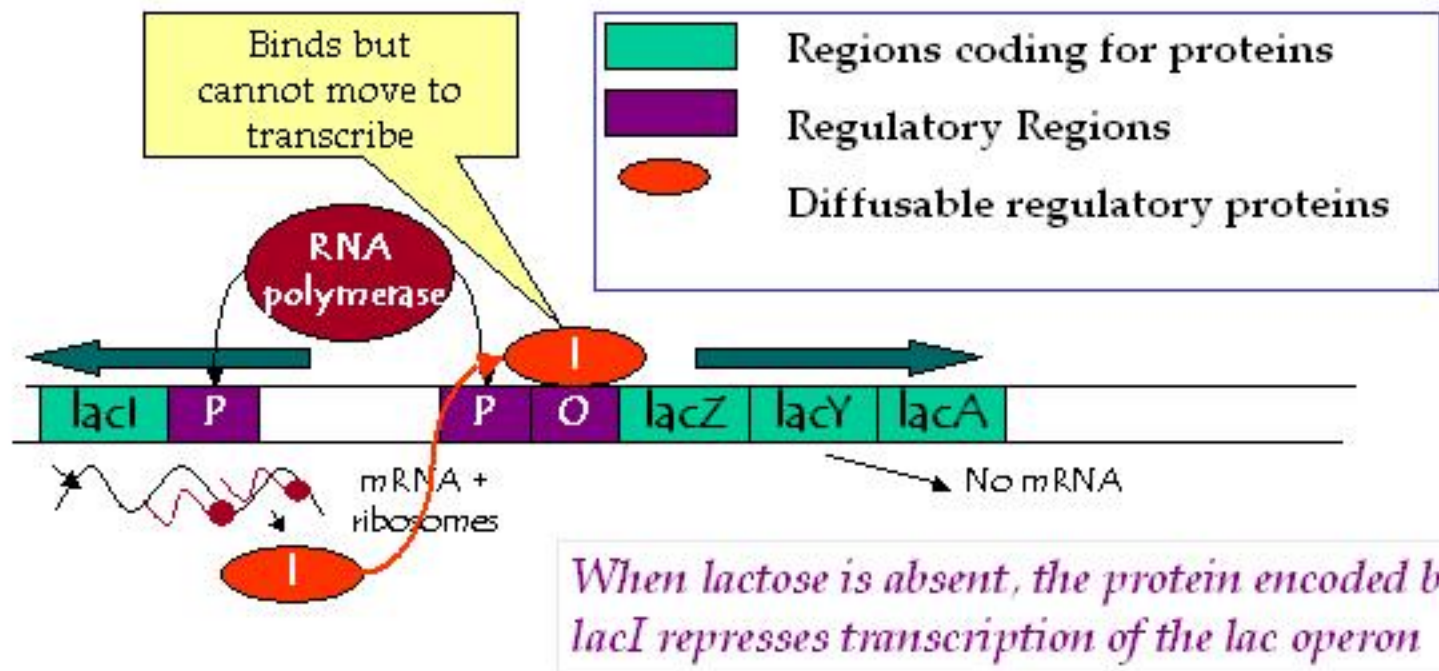 Binds but
cannot move to
transcribe
Regions coding for proteins
Regulatory Regions
Diffusable regulatory proteins
RNA
polymerase
I
lacI P P O lacZ lacY lacA
mRNA +
ribosomes
No mRNA
I
When lactose is absent, the protein encoded b
lacI represses transcription of the lac operon